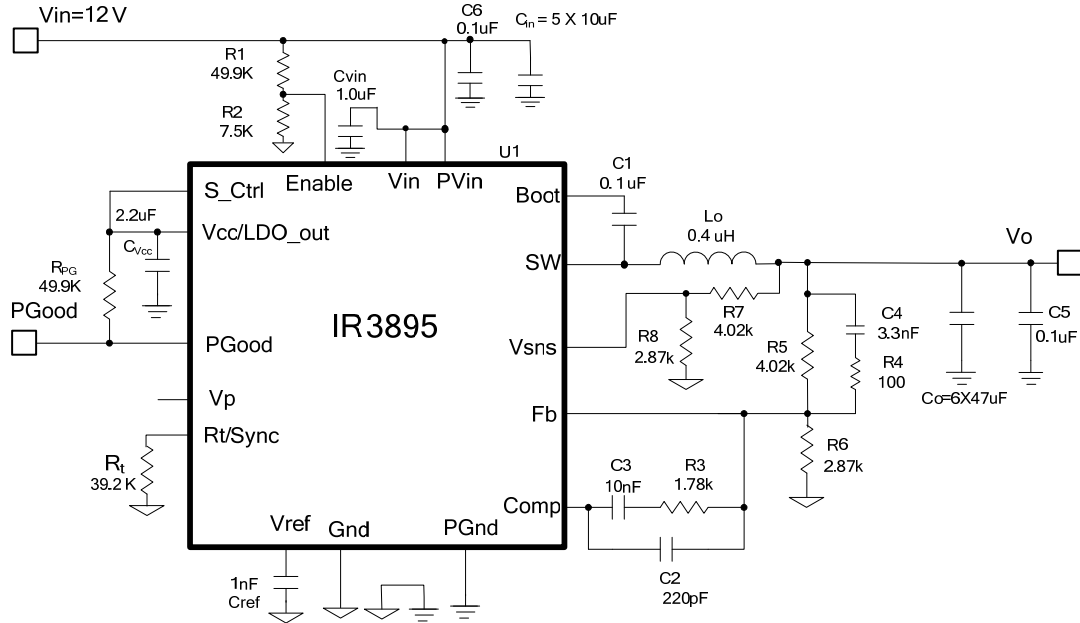 Vin=12 V
C6
0.1uF
Cin = 5 X 10uF
R1
49.9K
Cvin
1.0uF
R2
7.5K
U1
Enable
Vin
PVin
S_Ctrl
Boot
C1
0.1uF
2.2uF
Vcc/LDO_out
CVcc
Lo
0.4 uH
Vo
SW
RPG
49.9K
PGood
IR3895
R7
4.02k
R8
2.87k
C4
3.3nF
C5
0.1uF
PGood
Vsns
R5
4.02k
R4
100
Co=6X47uF
Vp
Fb
Rt/Sync
Rt
39.2 K
R6
2.87k
C3
10nF
R3
1.78k
Comp
Vref
Gnd
PGnd
1nF
Cref
C2
220pF